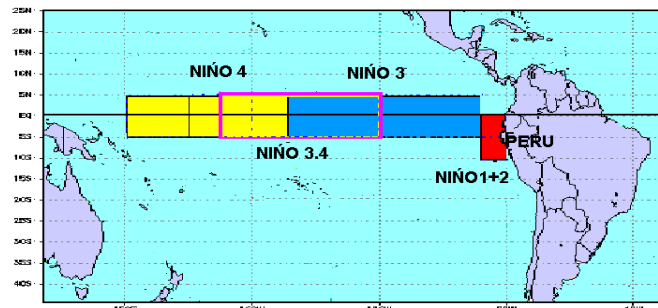 25N
20N
15N
10N
NIŃO 4 NIŃO 3
5N
EQ
5S
PERU
NIŃO 3.4
10S
NIŃO1+2
15S
20S
25S
30S
35S
40S